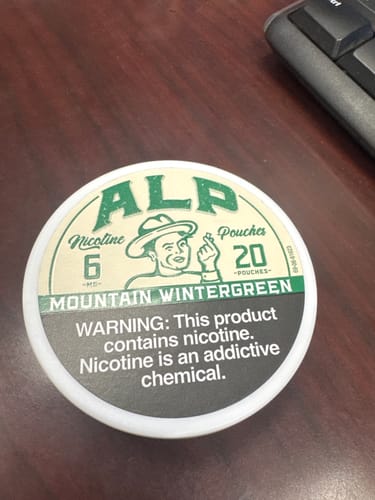 ALP
Nicotine Pouches
6 20
-MG- -POUCHES-
MOUNTAIN WINTERGREEN
WARNING: This product
contains nicotine.
Nicotine is an addictive
chemical.